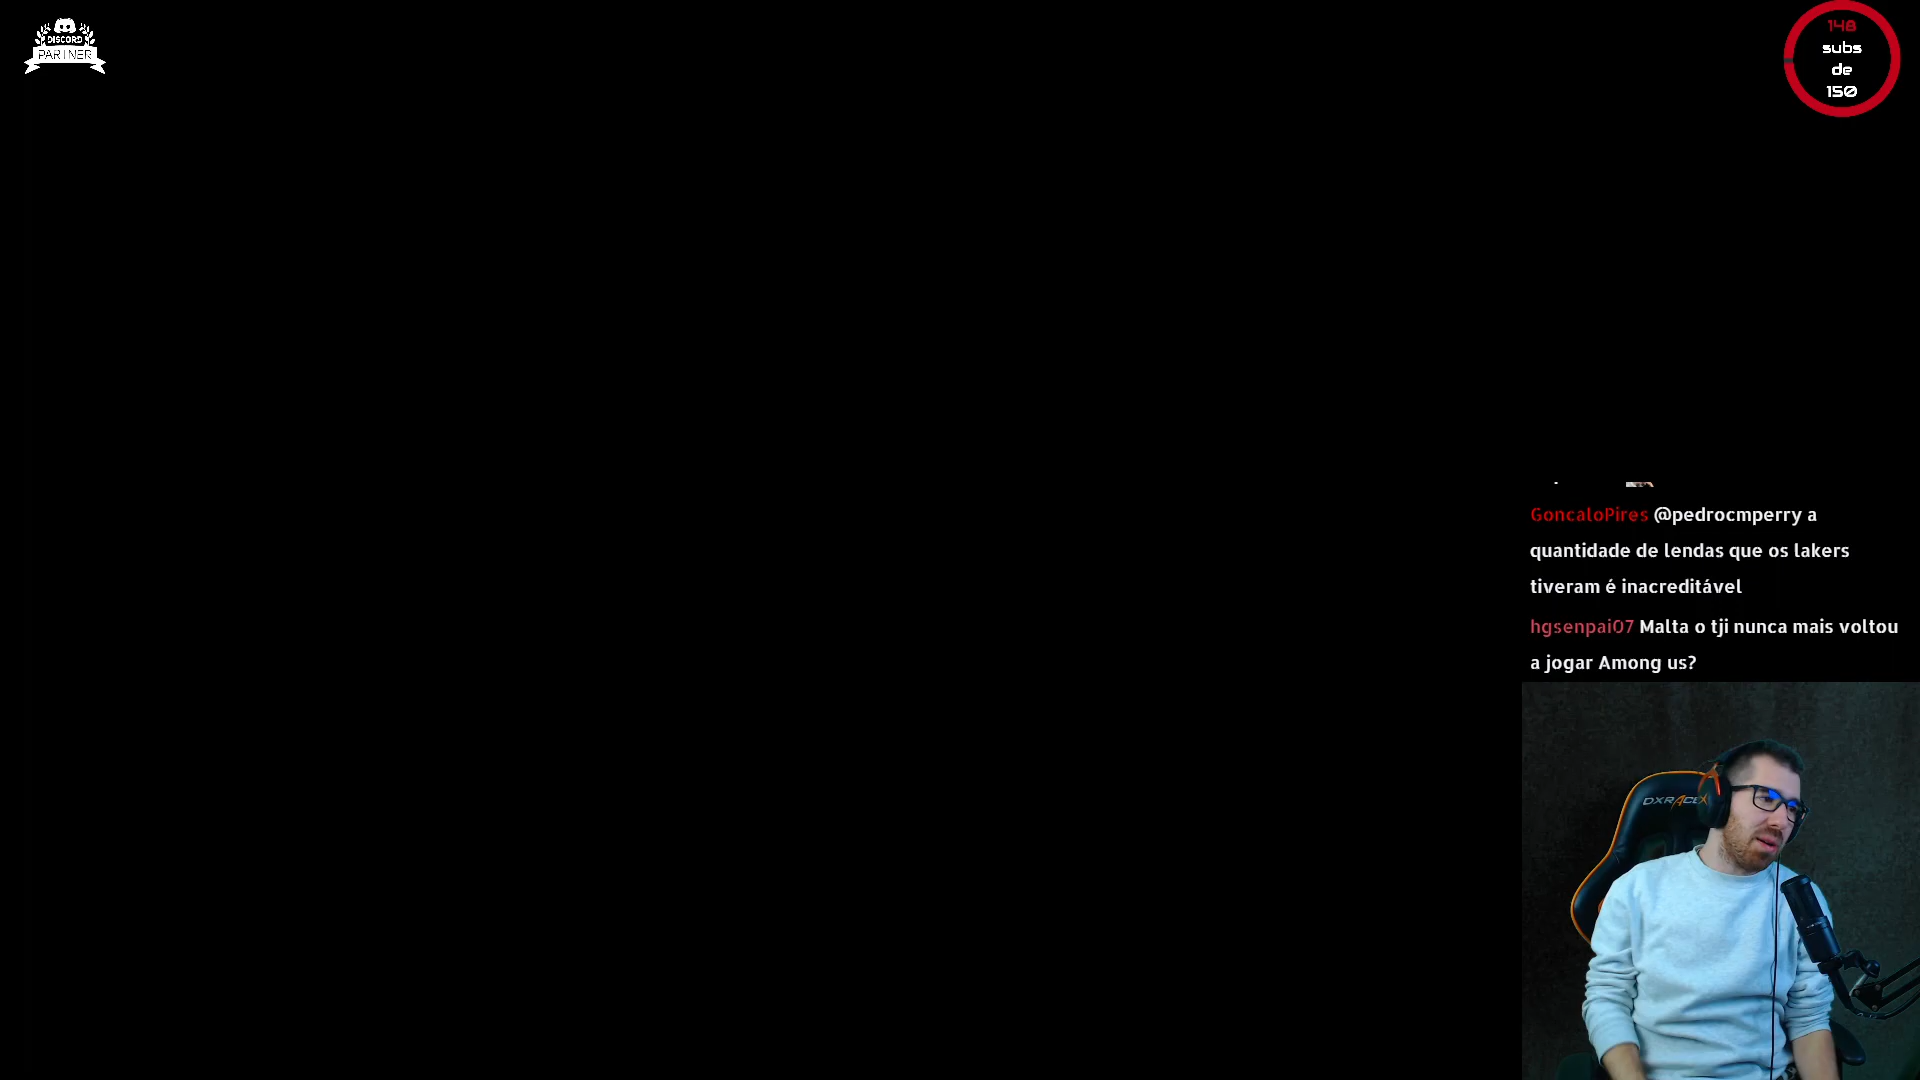 DISCORD
PARTNER
148
subs
de
150
GoncaloPires @pedrocmperry a
quantidade de lendas que os lakers
tiveram é inacreditável
hgsenpai07 Malta o tji nunca mais voltou
a jogar Among us?
DXRACER